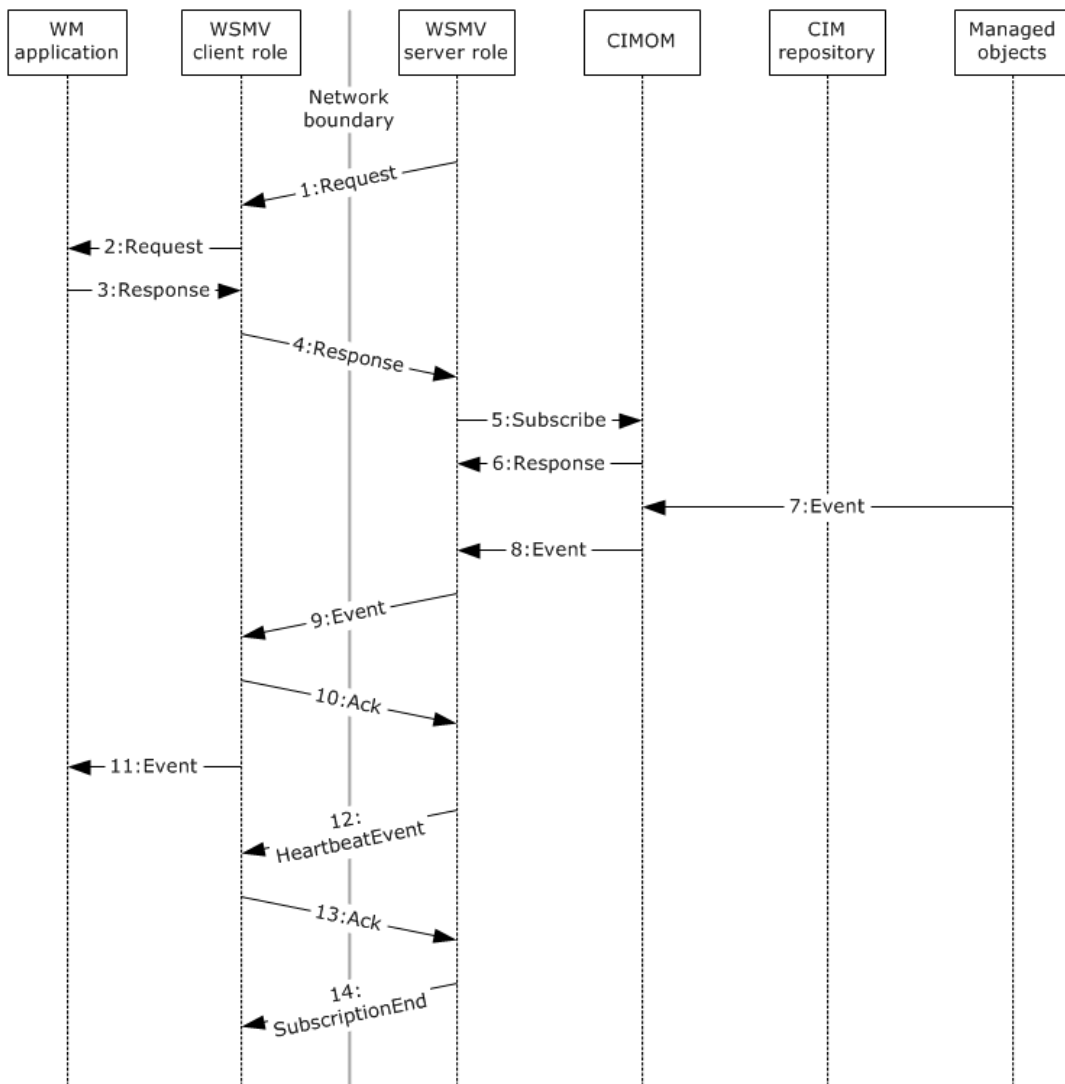 WM
application
WSMV
client role
WSMV
server role
CIMOM
CIM
repository
Managed
objects
Network
boundary
1:Request
2:Request
3:Response
4:Response
5:Subscribe
6:Response
7:Event
8:Event
9:Event
10:Ack
11:Event
12:
HeartbeatEvent
13:Ack
14:
SubscriptionEnd